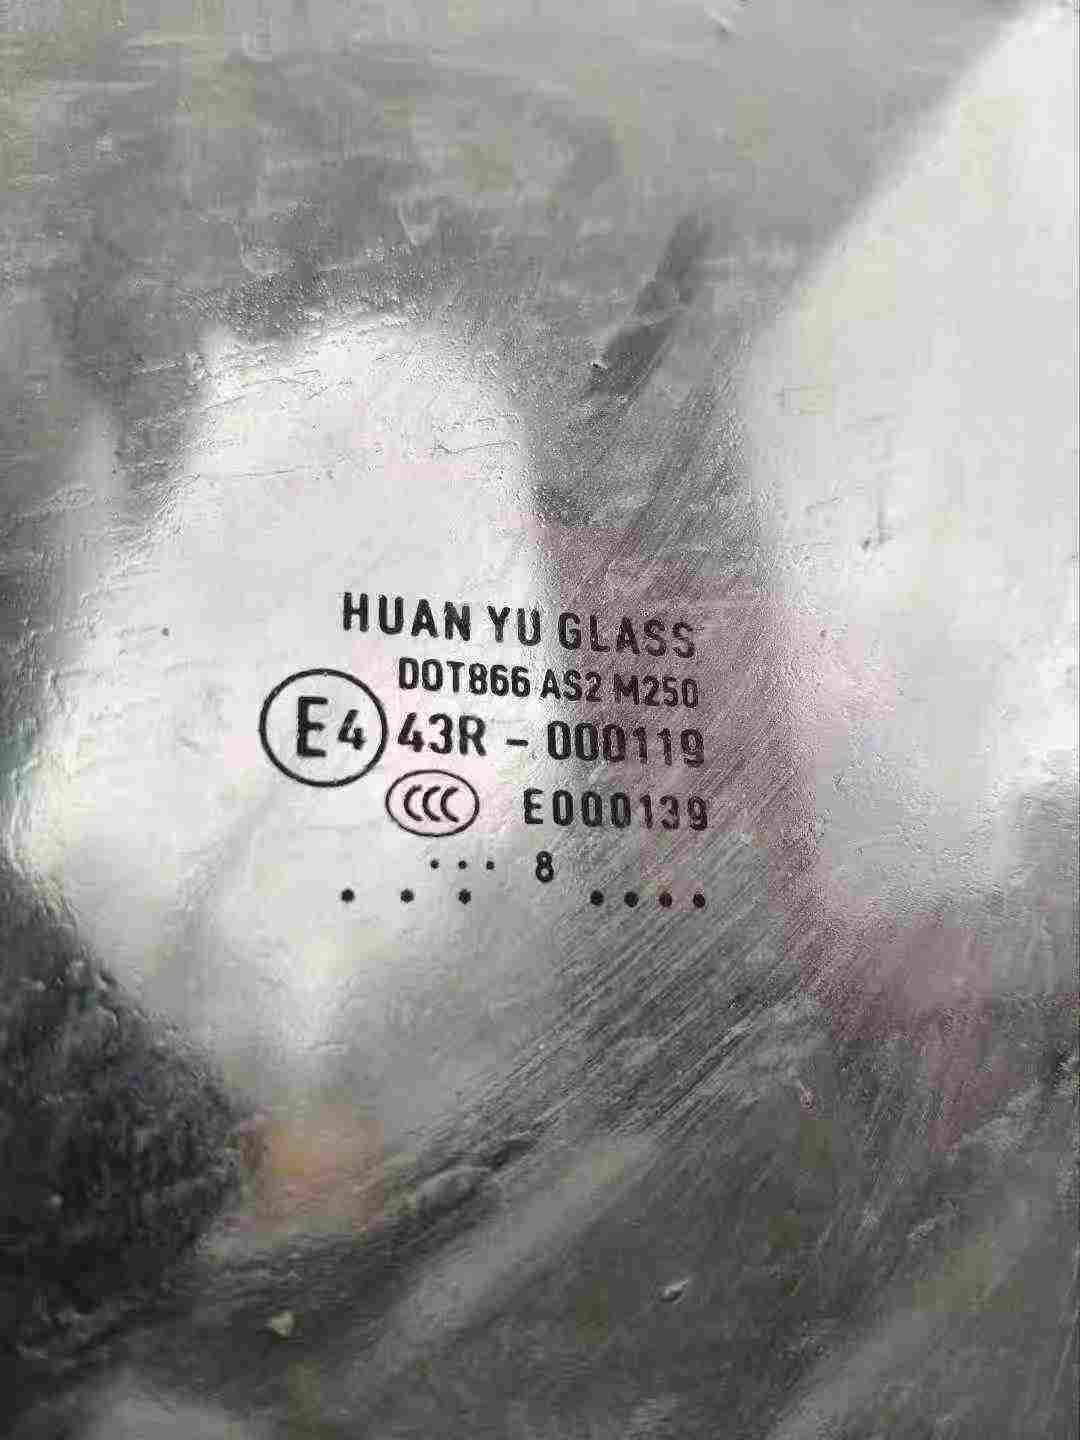 HUAN YU GLASS
DOT866 AS2 M250
E4 43R - 000119
CCC E000139
... 8
... ....